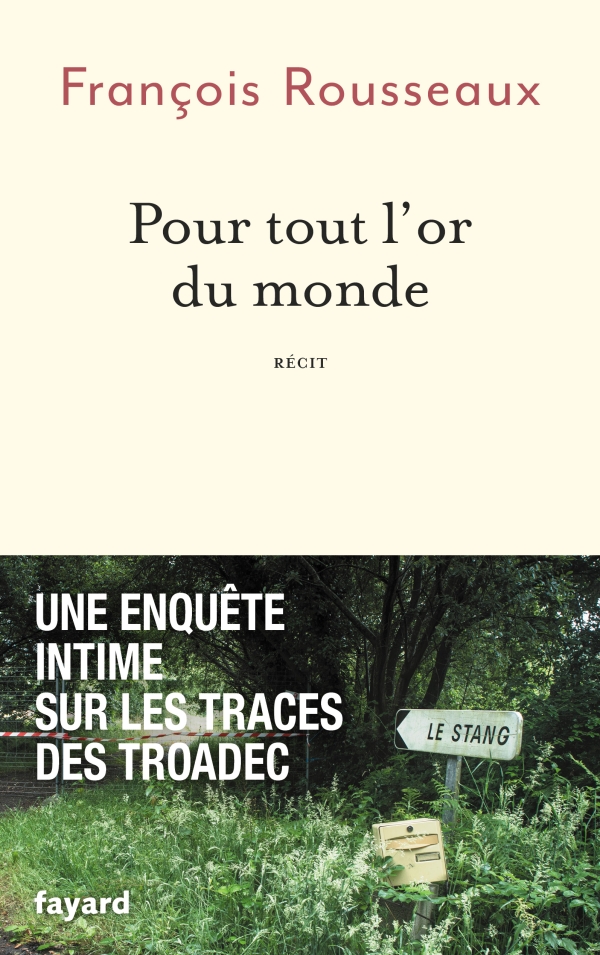 François Rousseaux
Pour tout l’or
du monde
RÉCIT
UNE ENQUÊTE
INTIME
SUR LES TRACES
DES TROADEC
LE STANG
fayard